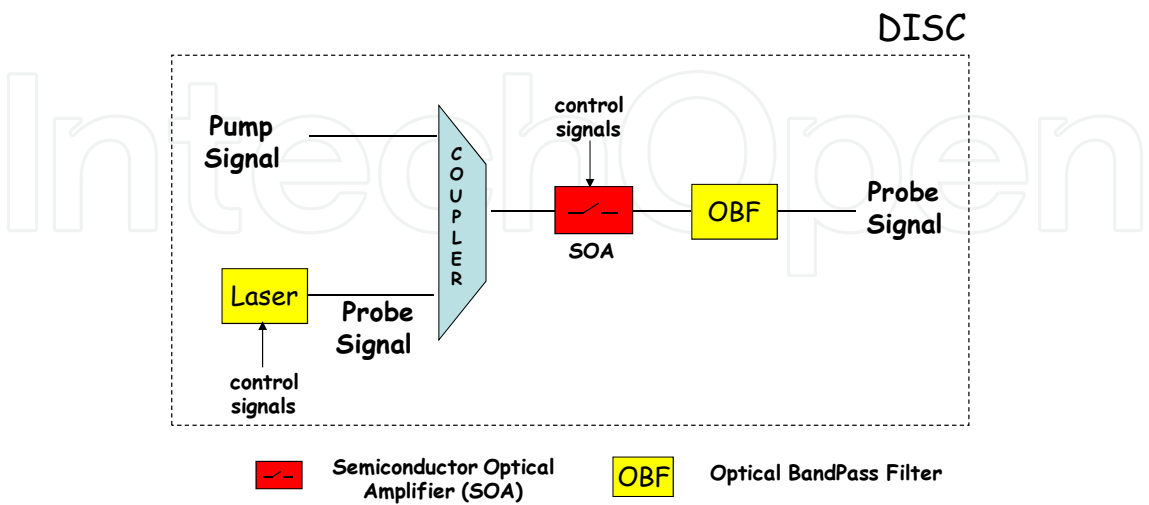 DISC
IntechOpen
Pump
Signal
COUPLER
control
signals
SOA
OBF
Probe
Signal
Laser
Probe
Signal
control
signals
Semiconductor Optical
Amplifier (SOA)
OBF
Optical BandPass Filter